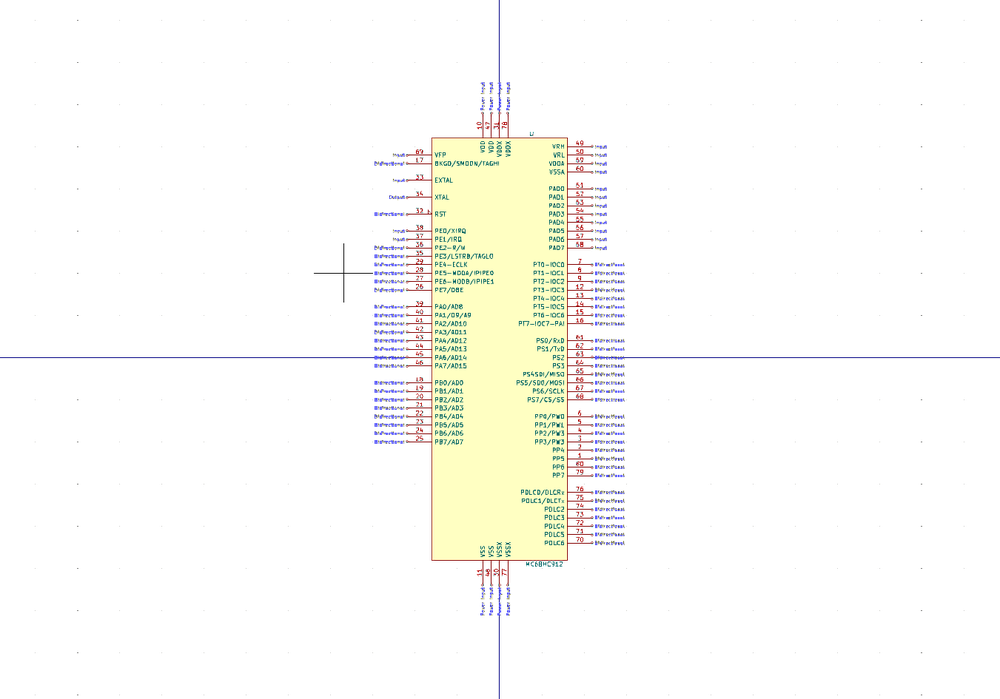 Power Input Power Input Power Input Power Input
10 47 31 78
VDD VDD VDDX VDDX
U
Input 69 VFP
Bidirectional 17 BKGD/SMODN/TAGHI
Input 33 EXTAL
Output 34 XTAL
Bidirectional 32 RST
Input 38 PE0/XIRQ
Input 37 PE1/IRQ
Bidirectional 36 PE2-R/W
Bidirectional 35 PE3/LSTRB/TAGLO
Bidirectional 29 PE4-ECLK
Bidirectional 28 PE5-MODA/IPIPE0
Bidirectional 27 PE6-MODB/IPIPE1
Bidirectional 26 PE7/DBE
Bidirectional 39 PA0/AD8
Bidirectional 40 PA1/D9/A9
Bidirectional 41 PA2/AD10
Bidirectional 42 PA3/AD11
Bidirectional 43 PA4/AD12
Bidirectional 44 PA5/AD13
Bidirectional 45 PA6/AD14
Bidirectional 46 PA7/AD15
Bidirectional 18 PB0/AD0
Bidirectional 19 PB1/AD1
Bidirectional 20 PB2/AD2
Bidirectional 21 PB3/AD3
Bidirectional 22 PB4/AD4
Bidirectional 23 PB5/AD5
Bidirectional 24 PB6/AD6
Bidirectional 25 PB7/AD7
VRH 49 Input
VRL 50 Input
VDDA 59 Input
VSSA 60 Input
PAD0 51 Input
PAD1 52 Input
PAD2 53 Input
PAD3 54 Input
PAD4 55 Input
PAD5 56 Input
PAD6 57 Input
PAD7 58 Input
PT0-IOC0 7 Bidirectional
PT1-IOC1 8 Bidirectional
PT2-IOC2 9 Bidirectional
PT3-IOC3 12 Bidirectional
PT4-IOC4 13 Bidirectional
PT5-IOC5 14 Bidirectional
PT6-IOC6 15 Bidirectional
PT7-IOC7-PAI 16 Bidirectional
PS0/RxD 61 Bidirectional
PS1/TxD 62 Bidirectional
PS2 63 Bidirectional
PS3 64 Bidirectional
PS4SDI/MISO 65 Bidirectional
PS5/SDO/MOSI 66 Bidirectional
PS6/SCLK 67 Bidirectional
PS7/CS/SS 68 Bidirectional
PP0/PW0 6 Bidirectional
PP1/PW1 5 Bidirectional
PP2/PW3 4 Bidirectional
PP3/PW3 3 Bidirectional
PP4 2 Bidirectional
PP5 1 Bidirectional
PP6 80 Bidirectional
PP7 79 Bidirectional
PDLC0/DLCRx 76 Bidirectional
PDLC1/DLCTx 75 Bidirectional
PDLC2 74 Bidirectional
PDLC3 73 Bidirectional
PDLC4 72 Bidirectional
PDLC5 71 Bidirectional
PDLC6 70 Bidirectional
VSS VSS VSSX VSSX
MC68HC912
11 48 30 77
Power Input Power Input Power Input Power Input